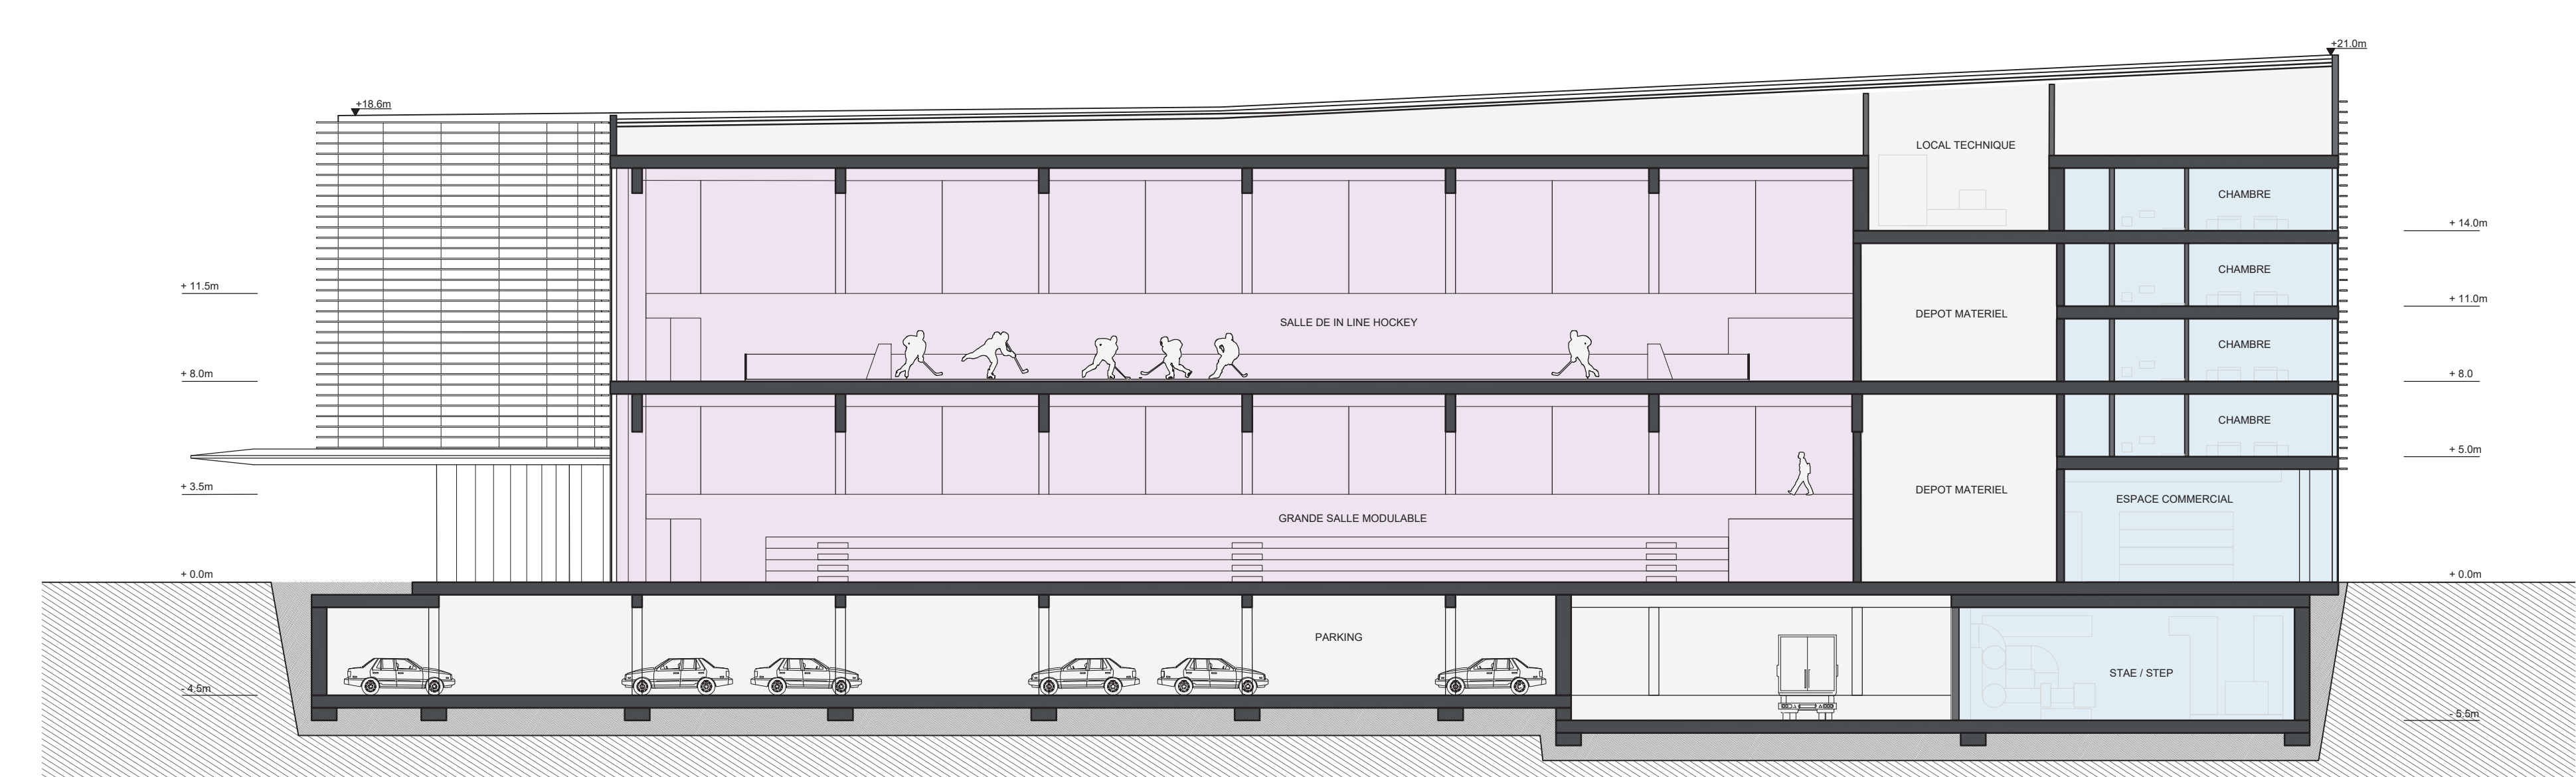 +21.0m
+18.6m
LOCAL TECHNIQUE
CHAMBRE
+ 14.0m
CHAMBRE
+ 11.5m
+ 11.0m
DEPOT MATERIEL
SALLE DE IN LINE HOCKEY
CHAMBRE
+ 8.0m
+ 8.0
CHAMBRE
+ 5.0m
+ 3.5m
DEPOT MATERIEL
ESPACE COMMERCIAL
GRANDE SALLE MODULABLE
+ 0.0m
+ 0.0m
PARKING
STAE / STEP
- 4.5m
- 5.5m